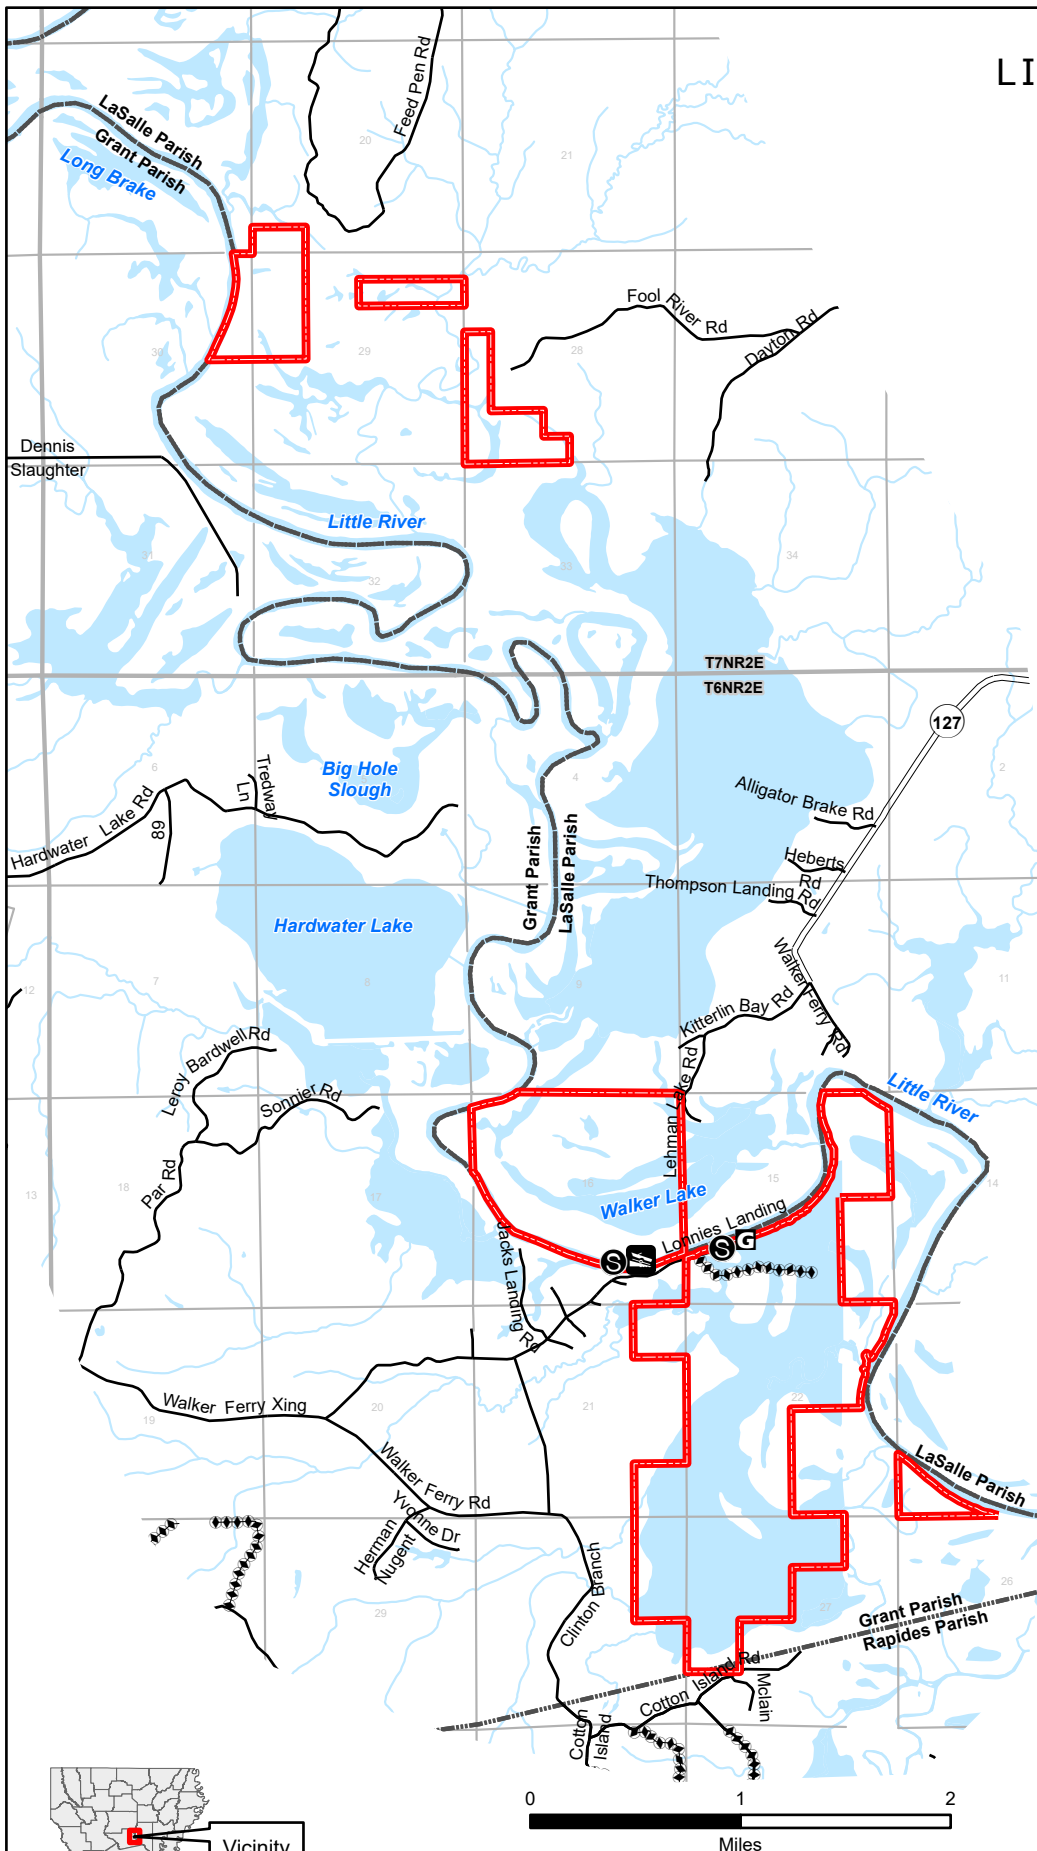 LI
Feed Pen Rd
20
21
LaSalle Parish
Grant Parish
Long Brake
Fool River Rd
Dayton Rd
30
29
28
Dennis
Slaughter
Little River
31
32
33
34
T7NR2E
T6NR2E
127
6
Tredway
Ln
Big Hole
Slough
4
2
Hardwater Lake Rd
68
Alligator Brake Rd
Heberts
Rd
Thompson Landing Rd
Grant Parish
LaSalle Parish
Hardwater Lake
Walker Ferry Rd
12
7
8
9
11
Kitterlin Bay Rd
Leroy Bardwell Rd
Sonnier Rd
Lehman Lake Rd
Little River
Par Rd
13
18
17
16
15
14
Walker Lake
Lonnies Landing
S
S
G
Jacks Landing Rd
Walker Ferry Xing
19
20
21
22
Walker Ferry Rd
LaSalle Parish
Yvonne Dr
Herman
Nugent
Clinton Branch
29
27
26
Grant Parish
Rapides Parish
Cotton Island Rd
Mclain
Cotton
Island
0
1
2
Miles
Vicinity